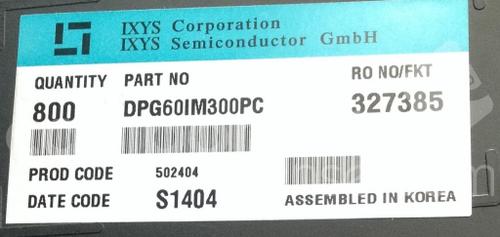 IXYS Corporation
IXYS Semiconductor GmbH
QUANTITY PART NO RO NO/FKT
800 DPG60IM300PC 327385
PROD CODE 502404
DATE CODE S1404 ASSEMBLED IN KOREA